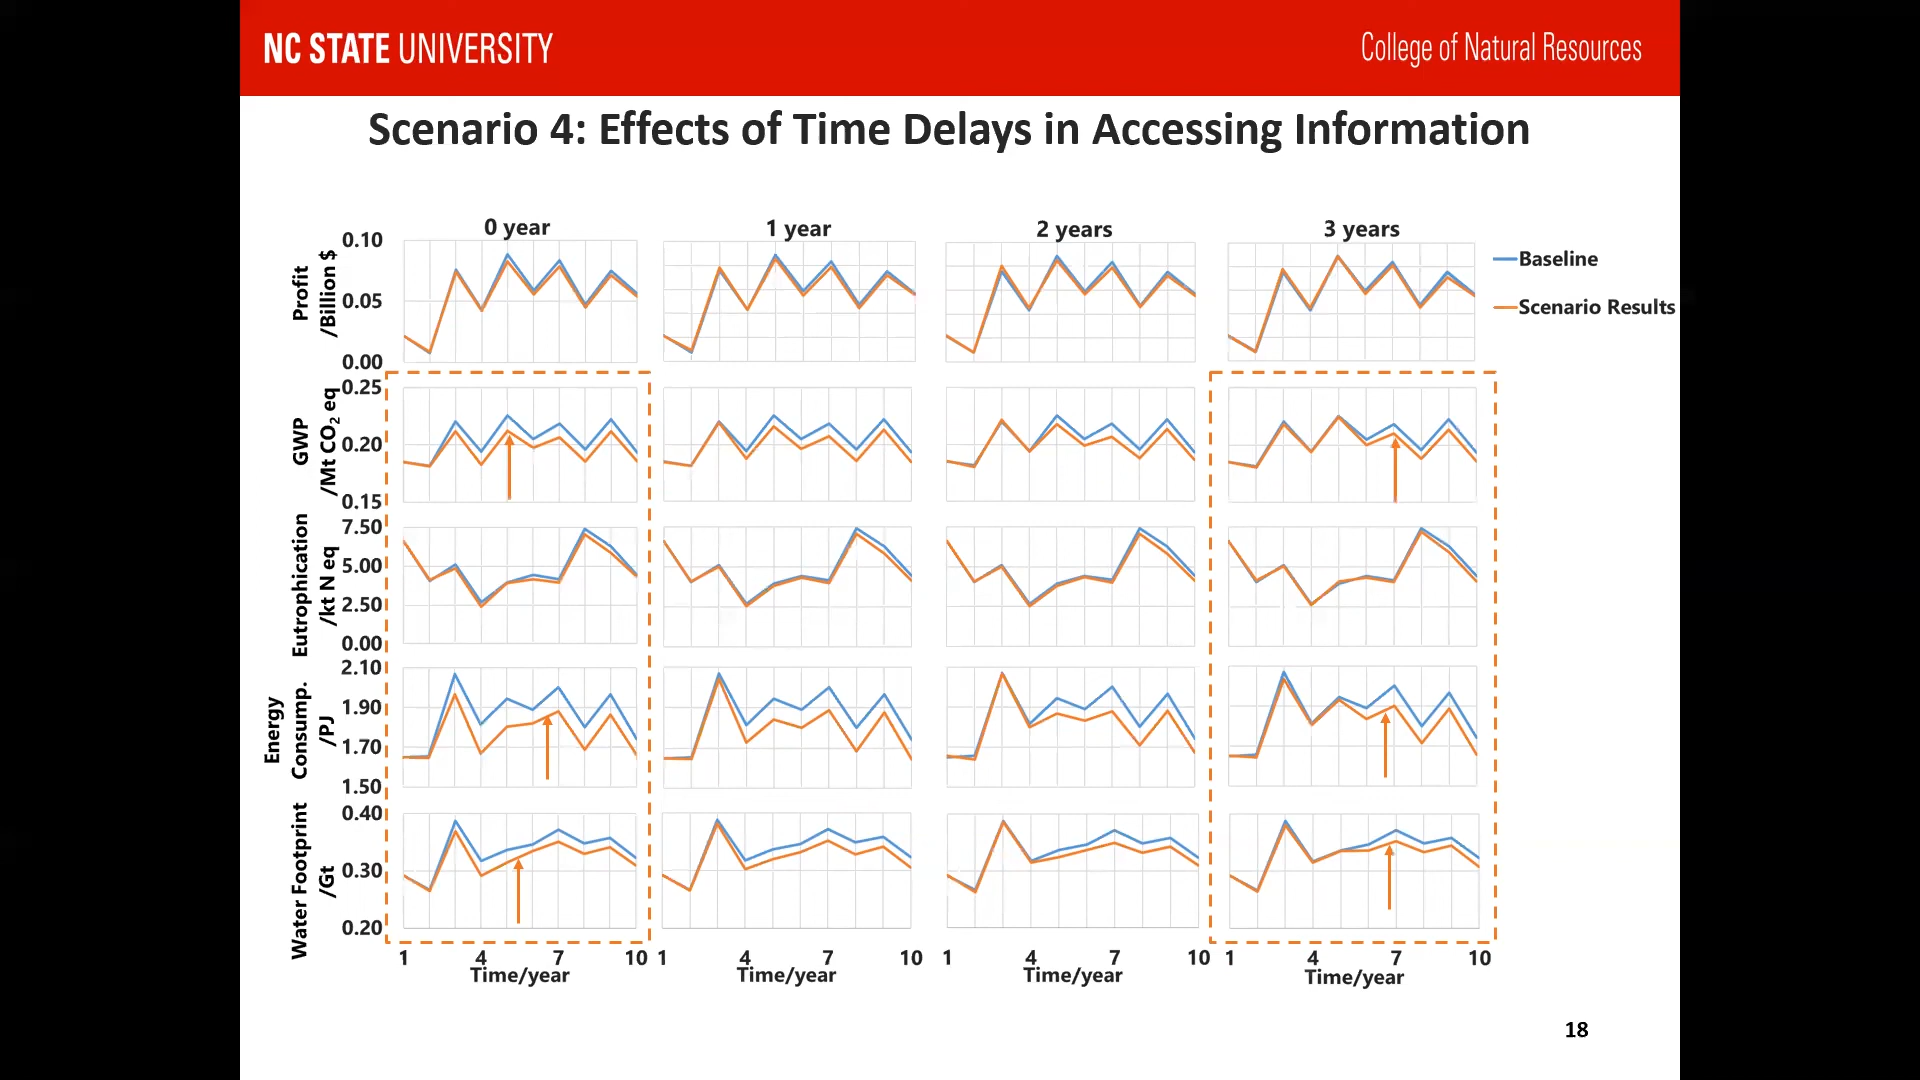 NC STATE UNIVERSITY
College of Natural Resources
Scenario 4: Effects of Time Delays in Accessing Information
0 year
1 year
2 years
3 years
Baseline
Scenario Results
Profit
/Billion $
0.10
0.05
0.00
GWP
/Mt CO₂ eq
0.25
0.20
0.15
Eutrophication
/kt N eq
7.50
5.00
2.50
0.00
Energy
Consump.
/PJ
2.10
1.90
1.70
1.50
Water Footprint
/Gt
0.40
0.30
0.20
1 4 7 10
1 4 7 10
1 4 7 10
1 4 7 10
Time/year
Time/year
Time/year
Time/year
18